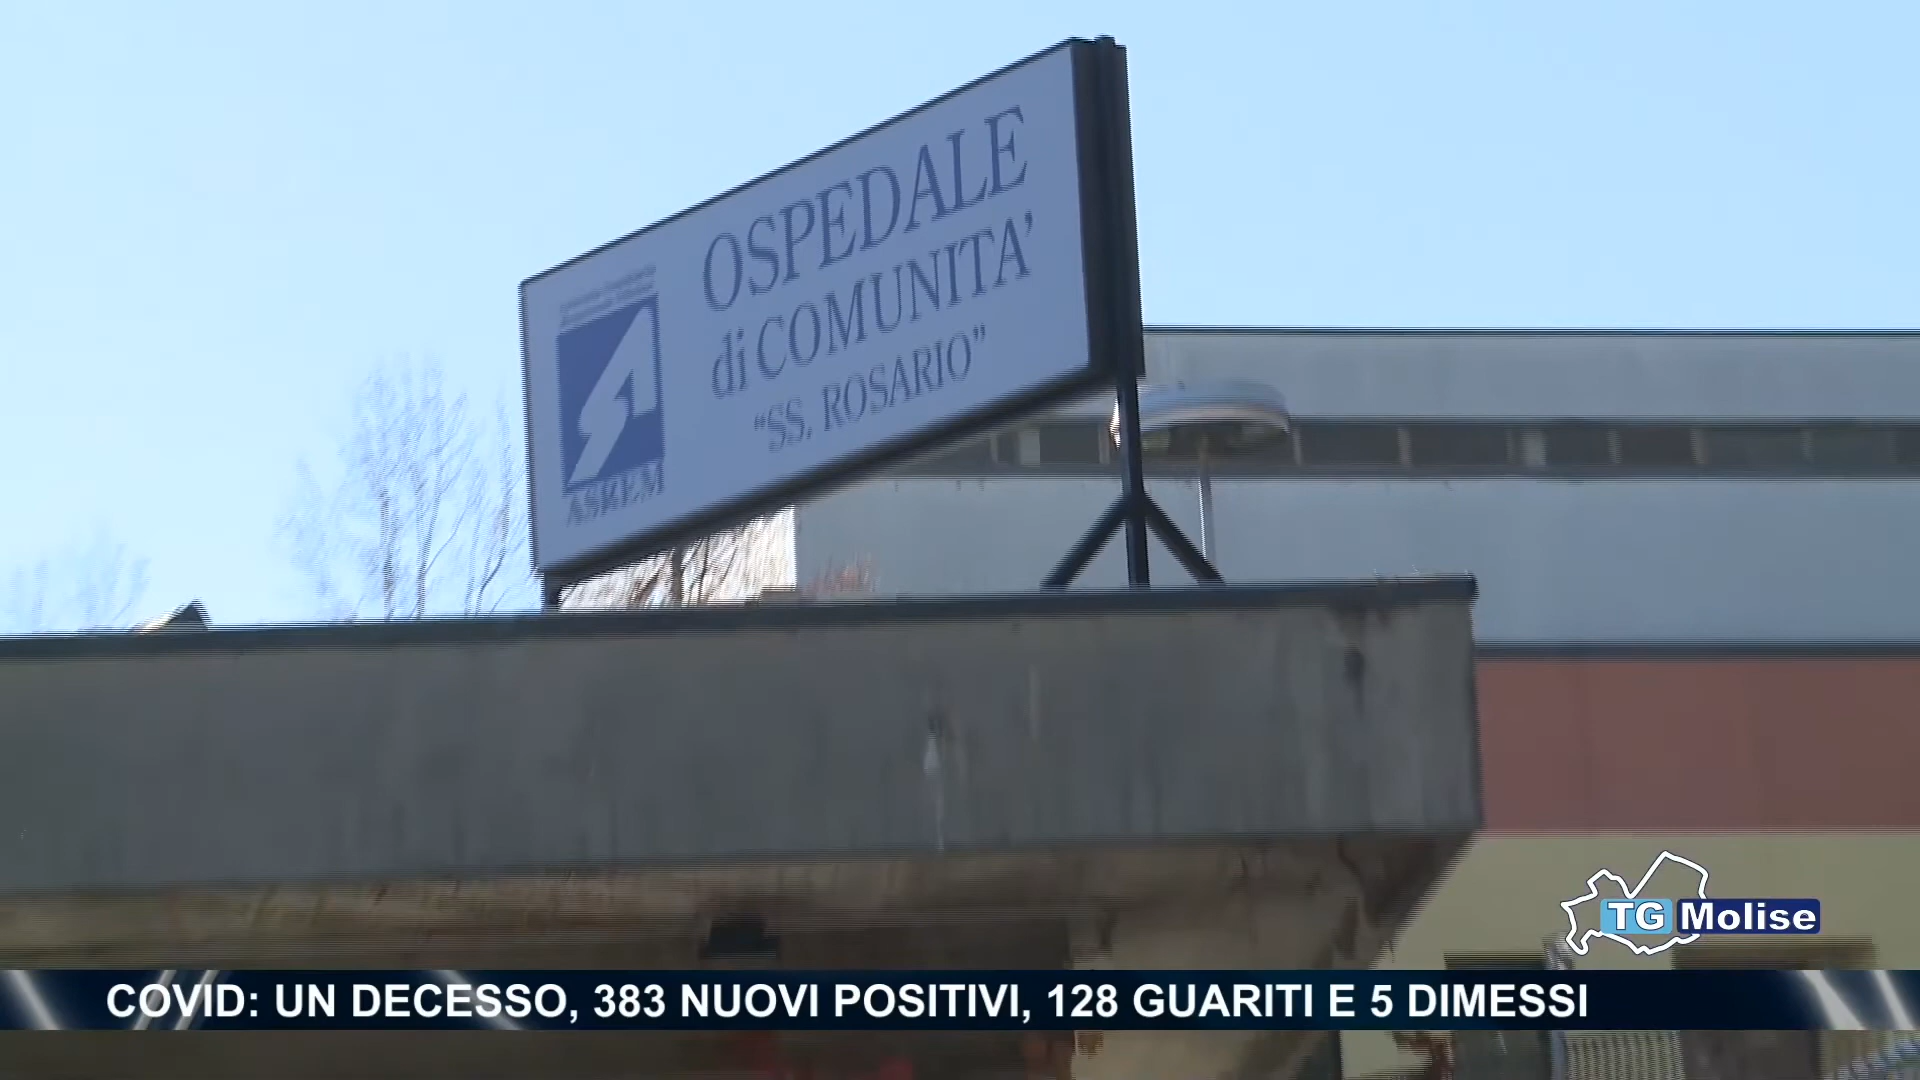 OSPEDALE
di COMUNITA'
"SS. ROSARIO"
ASREM
TG Molise
COVID: UN DECESSO, 383 NUOVI POSITIVI, 128 GUARITI E 5 DIMESSI